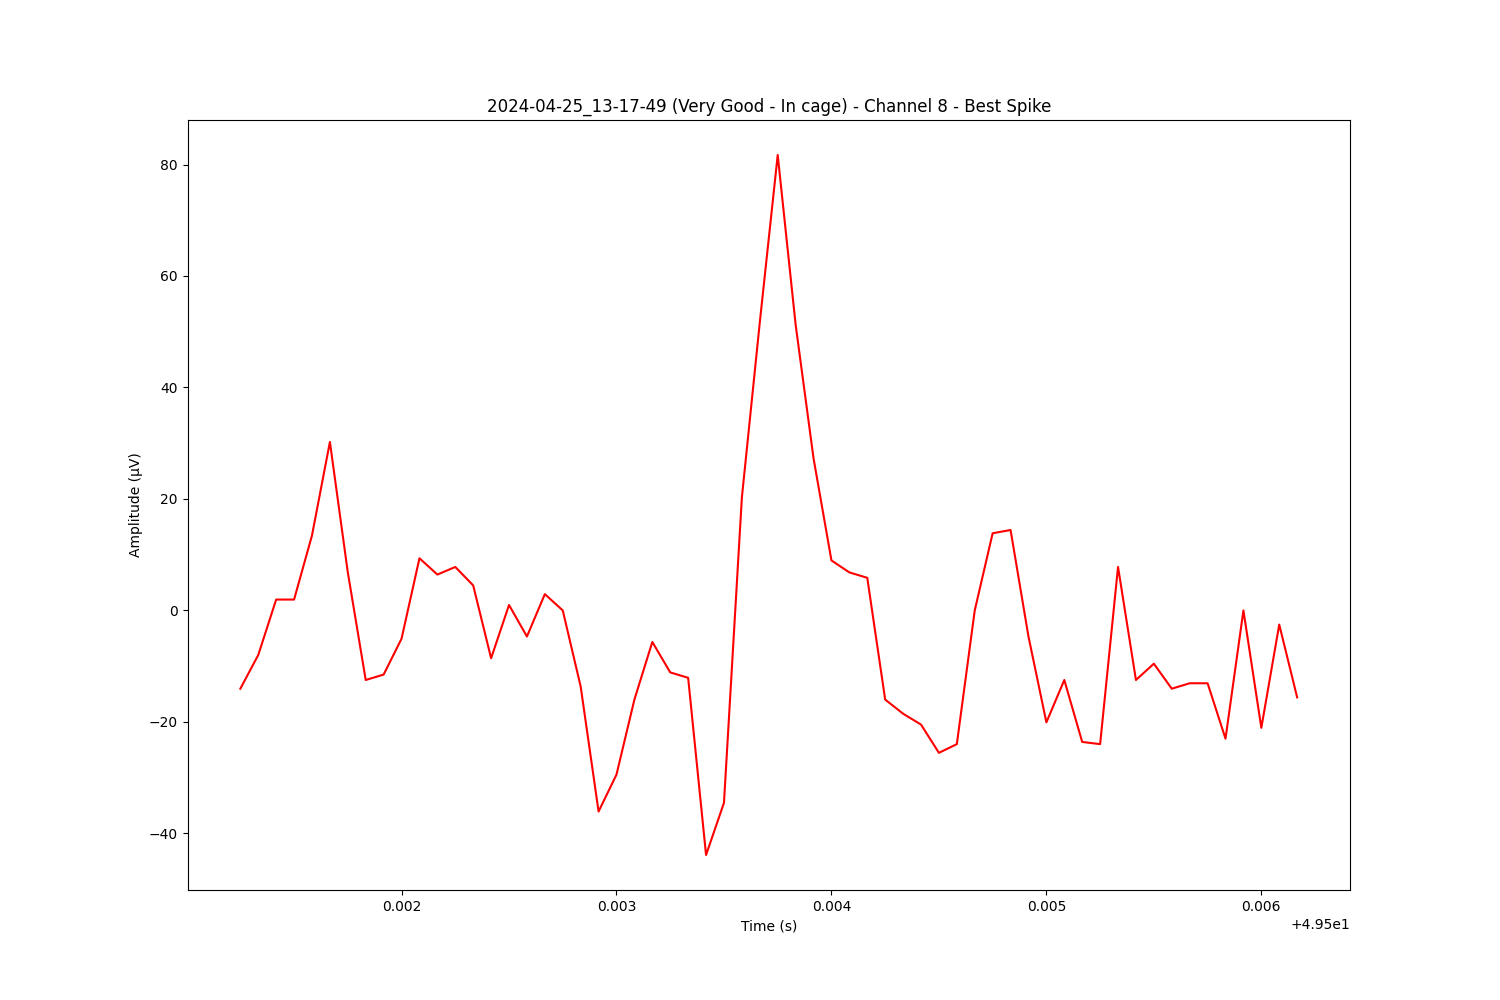 2024-04-25_13-17-49 (Very Good - In cage) - Channel 8 - Best Spike
80
60
40
20
0
−20
−40
Amplitude (μV)
0.002 0.003 0.004 0.005 0.006
Time (s)
+4.95e1